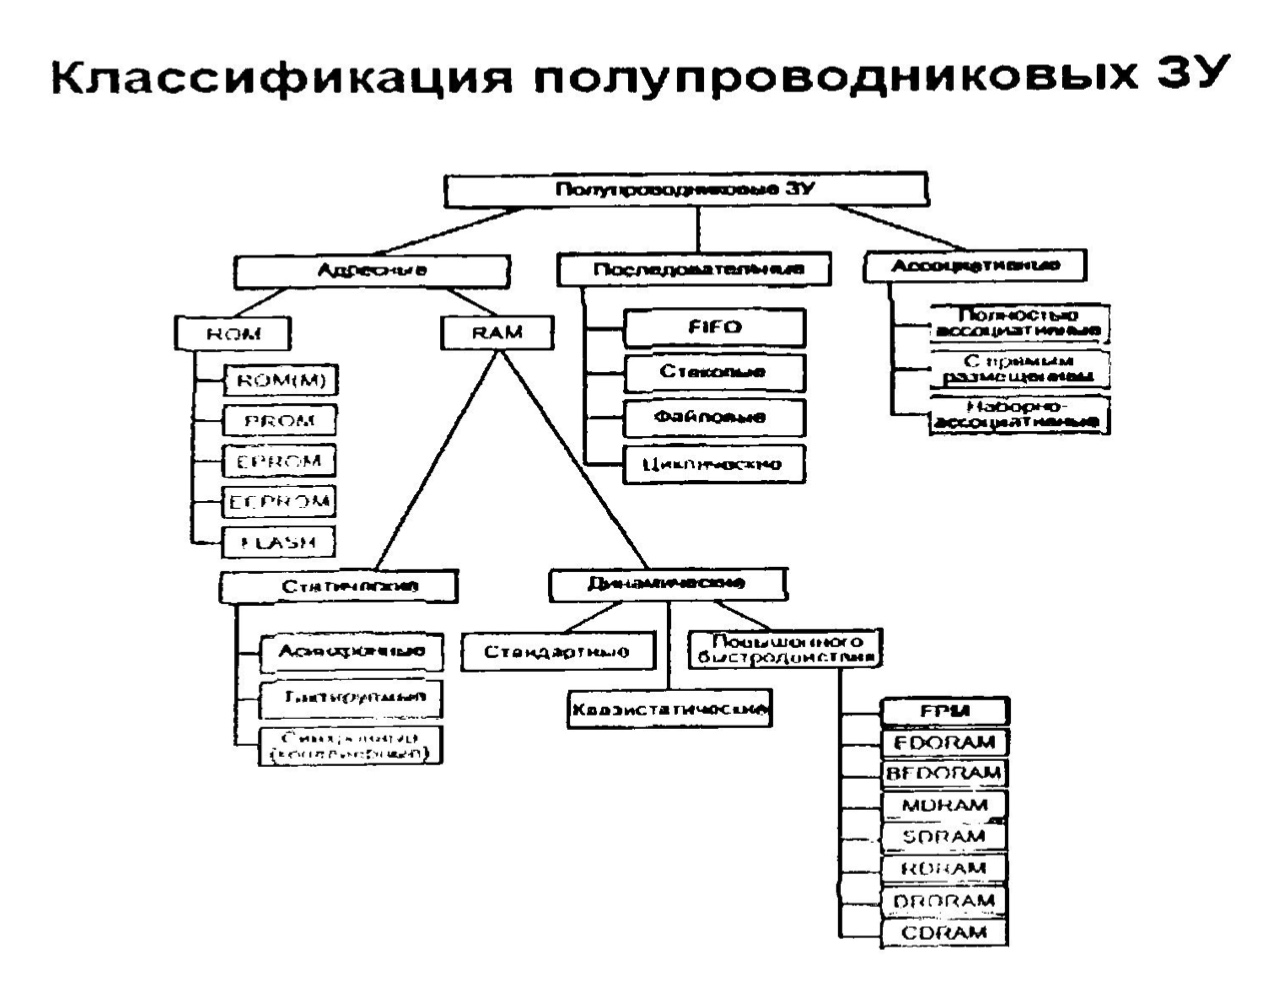 Классификация полупроводниковых ЗУ
Полупроводниковые ЗУ
Адресные
Последовательные
Ассоциативные
ROM
RAM
ROM(M)
PROM
EPROM
EEPROM
FLASH
FIFO
Стековые
Файловые
Циклические
Полностью
ассоциативные
С прямым
размещением
Наборно-
ассоциативные
Статические
Асинхронные
Тактируемые
Синхронные
(конвейерные)
Динамические
Стандартные
Квазистатические
Повышенного
быстродействия
FPM
EDORAM
BEDORAM
MDRAM
SDRAM
RDRAM
DRDRAM
CDRAM